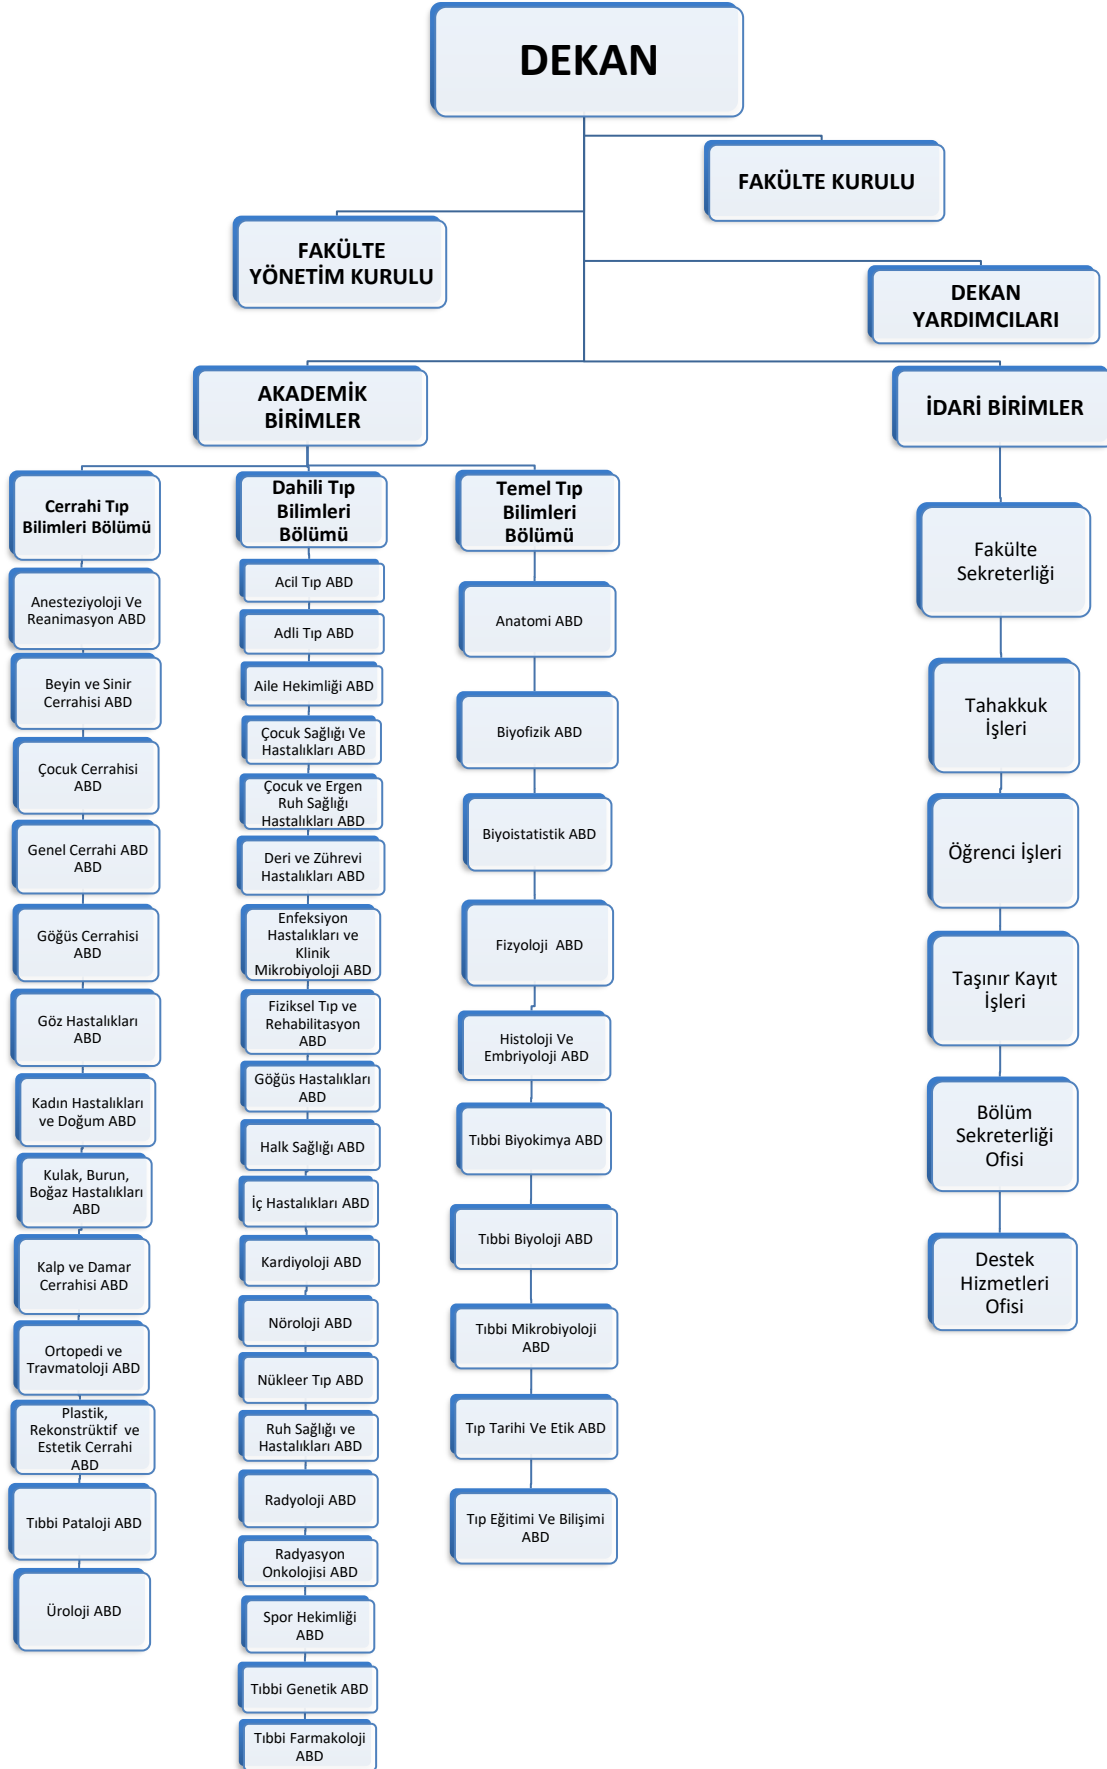 DEKAN
FAKÜLTE KURULU
FAKÜLTE
YÖNETİM KURULU
DEKAN
YARDIMCILARI
AKADEMİK
BİRİMLER
İDARİ BİRİMLER
Cerrahi Tıp
Bilimleri Bölümü
Anesteziyoloji Ve
Reanimasyon ABD
Beyin ve Sinir
Cerrahisi ABD
Çocuk Cerrahisi
ABD
Genel Cerrahi ABD
ABD
Göğüs Cerrahisi
ABD
Göz Hastalıkları
ABD
Kadın Hastalıkları
ve Doğum ABD
Kulak, Burun,
Boğaz Hastalıkları
ABD
Kalp ve Damar
Cerrahisi ABD
Ortopedi ve
Travmatoloji ABD
Plastik,
Rekonstrüktif ve
Estetik Cerrahi
ABD
Tıbbi Pataloji ABD
Üroloji ABD
Dahili Tıp
Bilimleri
Bölümü
Acil Tıp ABD
Adli Tıp ABD
Aile Hekimliği ABD
Çocuk Sağlığı Ve
Hastalıkları ABD
Çocuk ve Ergen
Ruh Sağlığı
Hastalıkları ABD
Deri ve Zührevi
Hastalıkları ABD
Enfeksiyon
Hastalıkları ve
Klinik
Mikrobiyoloji ABD
Fiziksel Tıp ve
Rehabilitasyon
ABD
Göğüs Hastalıkları
ABD
Halk Sağlığı ABD
İç Hastalıkları ABD
Kardiyoloji ABD
Nöroloji ABD
Nükleer Tıp ABD
Ruh Sağlığı ve
Hastalıkları ABD
Radyoloji ABD
Radyasyon
Onkolojisi ABD
Spor Hekimliği
ABD
Tıbbi Genetik ABD
Tıbbi Farmakoloji
ABD
Temel Tıp
Bilimleri
Bölümü
Anatomi ABD
Biyofizik ABD
Biyoistatistik ABD
Fizyoloji ABD
Histoloji Ve
Embriyoloji ABD
Tıbbi Biyokimya ABD
Tıbbi Biyoloji ABD
Tıbbi Mikrobiyoloji
ABD
Tıp Tarihi Ve Etik ABD
Tıp Eğitimi Ve Bilişimi
ABD
Fakülte
Sekreterliği
Tahakkuk
İşleri
Öğrenci İşleri
Taşınır Kayıt
İşleri
Bölüm
Sekreterliği
Ofisi
Destek
Hizmetleri
Ofisi